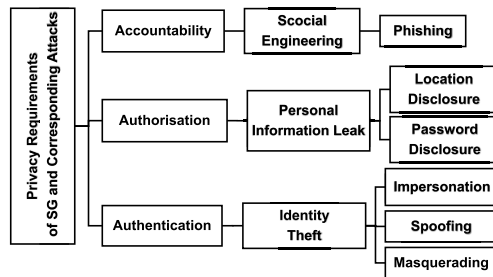 Privacy Requirements
of SG and Corresponding Attacks
Accountability
Scocial
Engineering
Phishing
Authorisation
Personal
Information Leak
Location
Disclosure
Password
Disclosure
Authentication
Identity
Theft
Impersonation
Spoofing
Masquerading